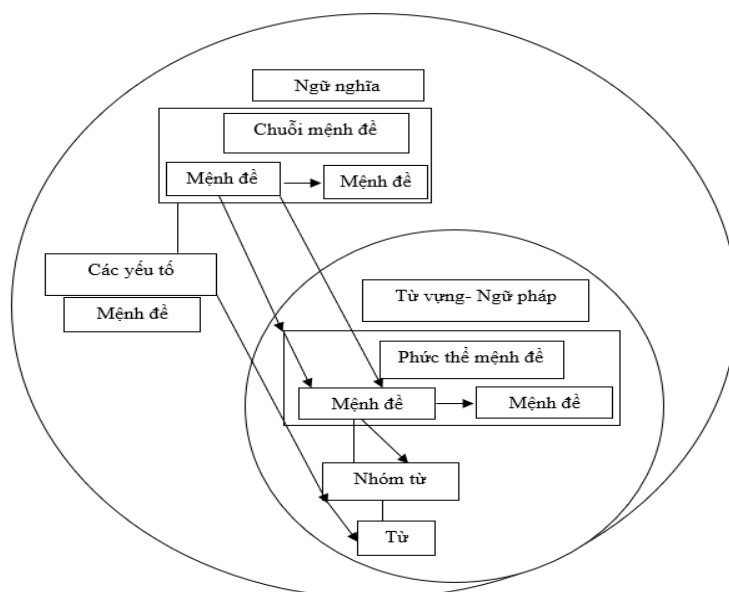 Ngữ nghĩa
Chuỗi mệnh đề
Mệnh đề
Mệnh đề
Các yếu tố
Mệnh đề
Từ vựng- Ngữ pháp
Phức thể mệnh đề
Mệnh đề
Mệnh đề
Nhóm từ
Từ